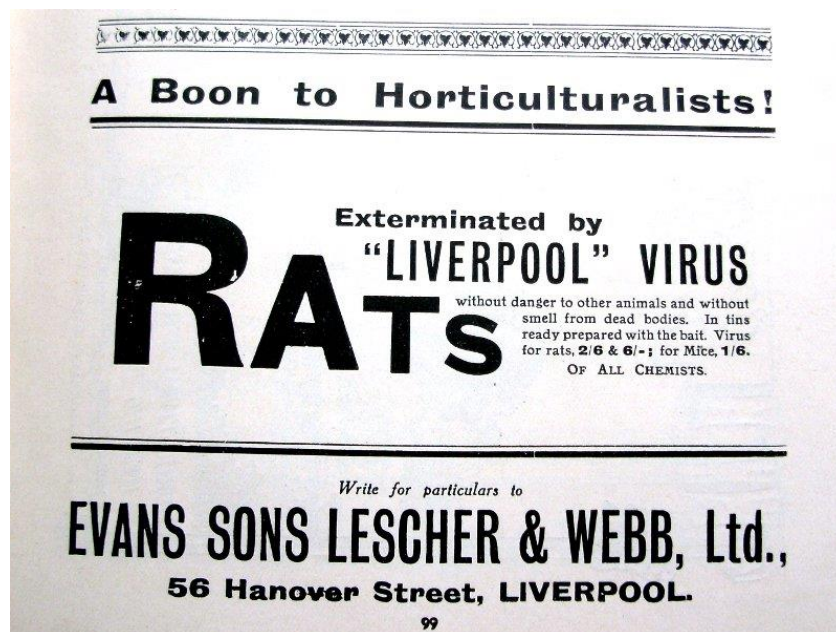 A Boon to Horticulturalists!
RATS
Exterminated by
"LIVERPOOL" VIRUS
without danger to other animals and without
smell from dead bodies. In tins
ready prepared with the bait. Virus
for rats, 2/6 & 6/-; for Mice, 1/6.
OF ALL CHEMISTS.
Write for particulars to
EVANS SONS LESCHER & WEBB, Ltd.,
56 Hanover Street, LIVERPOOL.
99